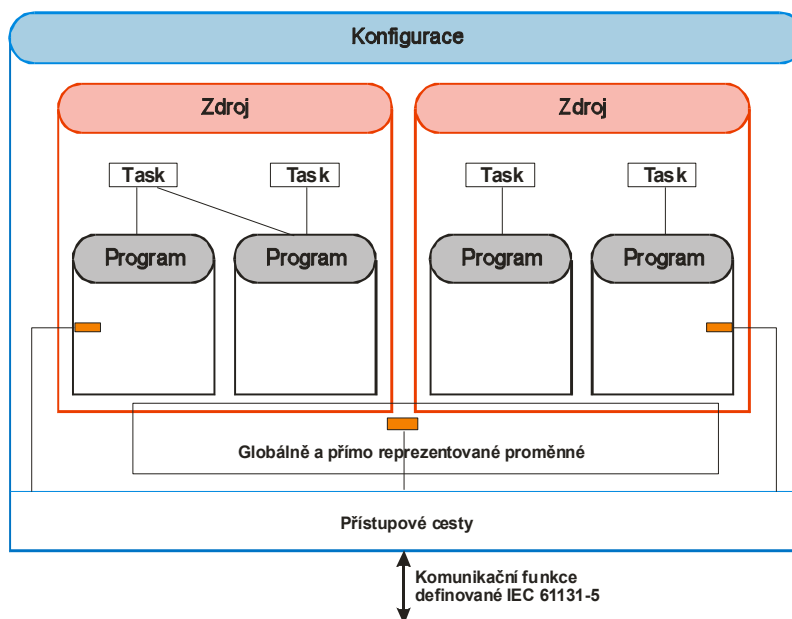 Konfigurace
Zdroj Zdroj
Task Task Task Task
Program Program Program Program
Globálně a přímo reprezentované proměnné
Přístupové cesty
Komunikační funkce
definované IEC 61131-5